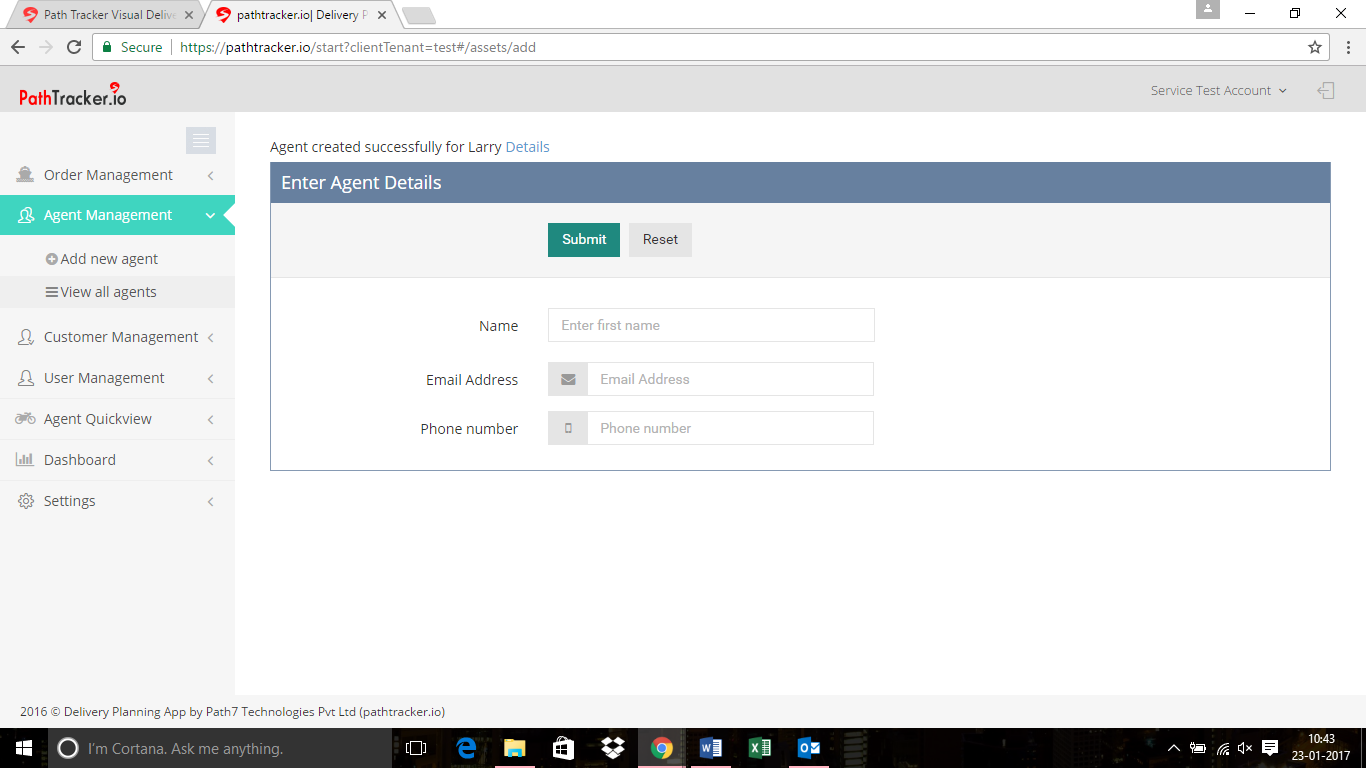 Path Tracker Visual Delive
pathtracker.io| Delivery P
Secure
https://pathtracker.io/start?clientTenant=test#/assets/add
PathTracker.io
Service Test Account
Order Management
Agent Management
Add new agent
View all agents
Customer Management
User Management
Agent Quickview
Dashboard
Settings
Agent created successfully for Larry Details
Enter Agent Details
Submit Reset
Name Enter first name
Email Address Email Address
Phone number Phone number
2016 © Delivery Planning App by Path7 Technologies Pvt Ltd (pathtracker.io)
I'm Cortana. Ask me anything.
10:43
23-01-2017